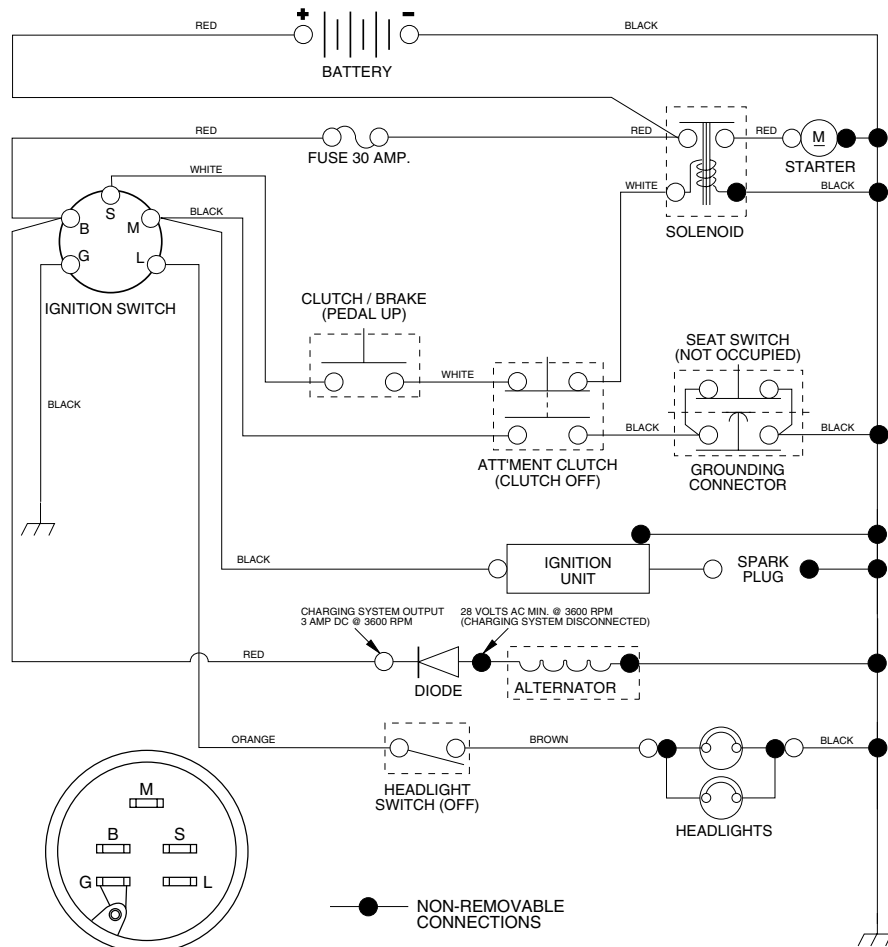 RED
+
-
BLACK
BATTERY
RED
FUSE 30 AMP.
RED
RED
M
STARTER
WHITE
S
B
M
G
L
BLACK
IGNITION SWITCH
WHITE
BLACK
SOLENOID
CLUTCH / BRAKE
(PEDAL UP)
SEAT SWITCH
(NOT OCCUPIED)
WHITE
BLACK
BLACK
BLACK
ATT'MENT CLUTCH
(CLUTCH OFF)
GROUNDING
CONNECTOR
BLACK
IGNITION
UNIT
SPARK
PLUG
CHARGING SYSTEM OUTPUT
3 AMP DC @ 3600 RPM
28 VOLTS AC MIN. @ 3600 RPM
(CHARGING SYSTEM DISCONNECTED)
RED
DIODE
ALTERNATOR
ORANGE
BROWN
BLACK
HEADLIGHT
SWITCH (OFF)
HEADLIGHTS
M
B
S
G
L
NON-REMOVABLE
CONNECTIONS